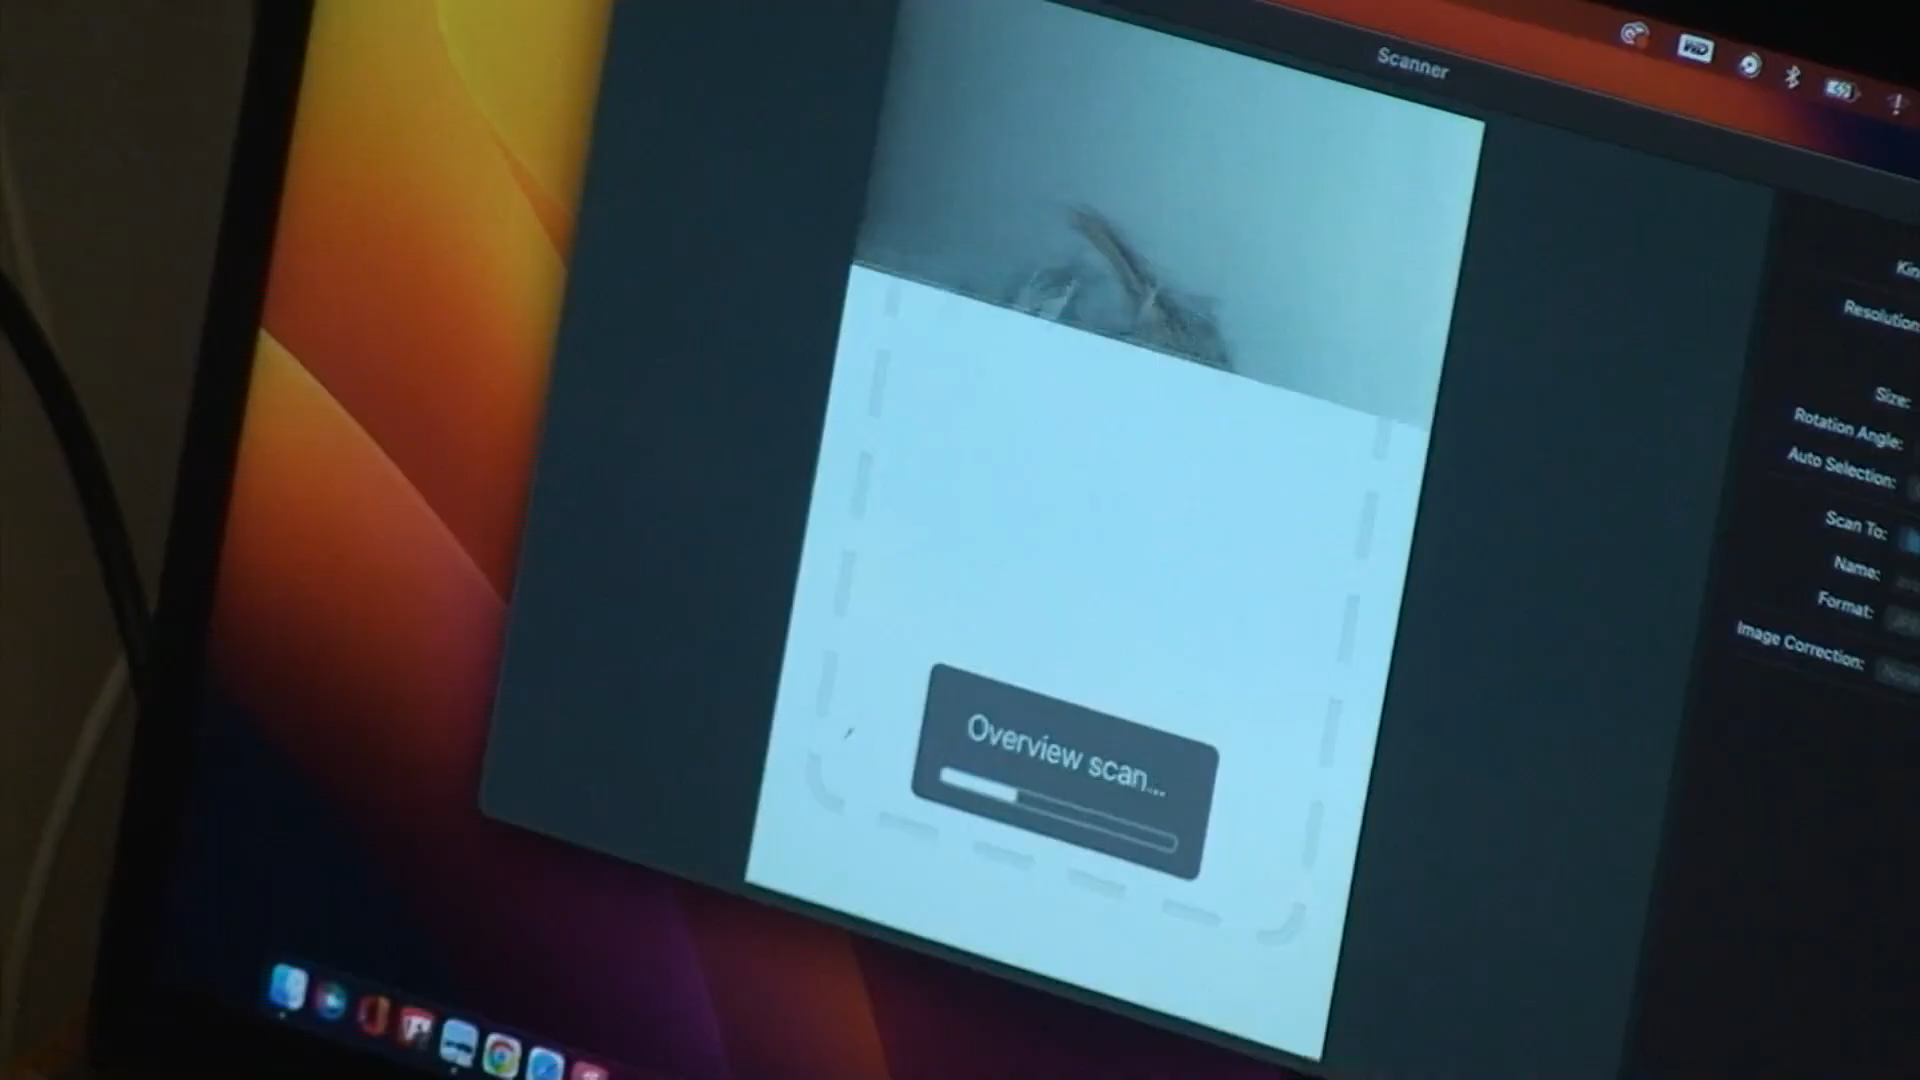 Scanner
Resolution
Size:
Rotation Angle:
Auto Selection:
Scan To:
Name:
Format:
Image Correction:
Overview scan...